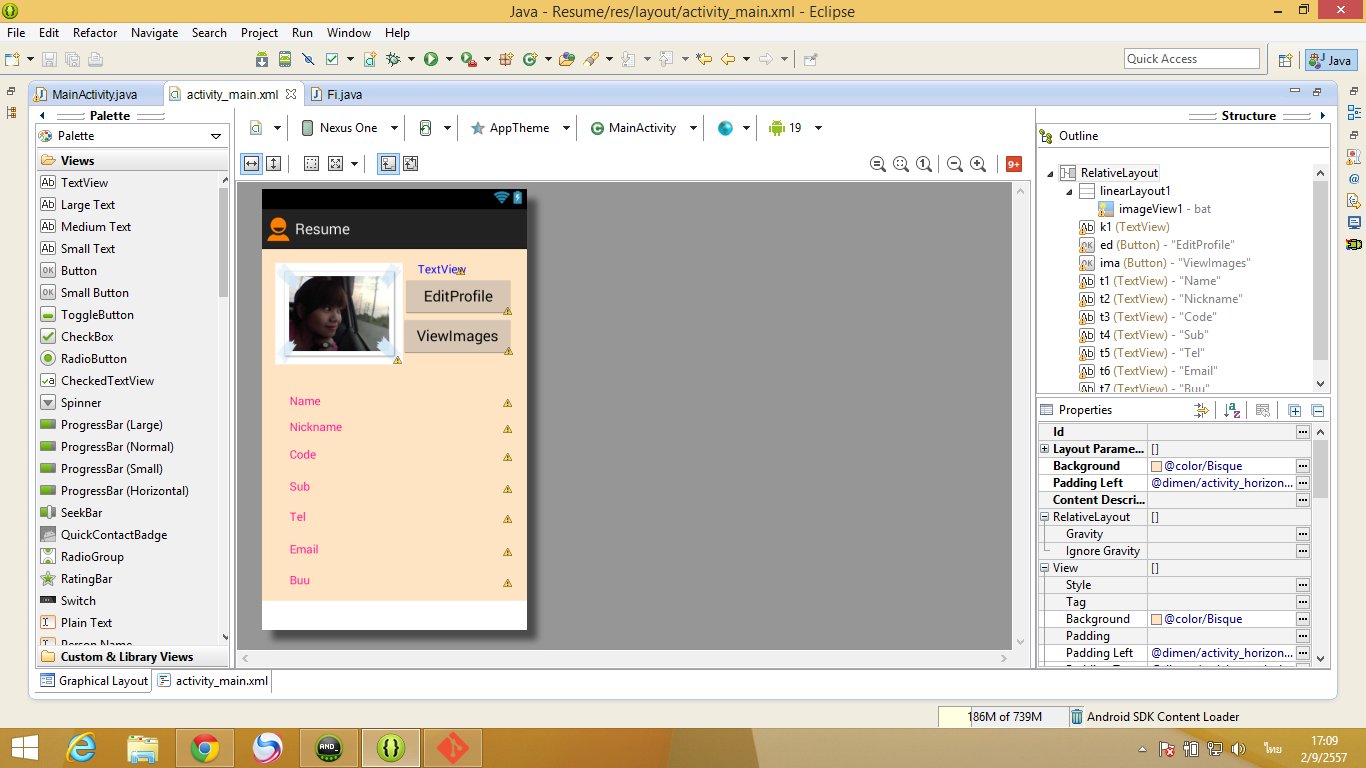 Java - Resume/res/layout/activity_main.xml - Eclipse
File Edit Refactor Navigate Search Project Run Window Help
Quick Access
Java
MainActivity.java activity_main.xml Fi.java
Palette
Palette
Views
TextView
Large Text
Medium Text
Small Text
Button
Small Button
ToggleButton
CheckBox
RadioButton
CheckedTextView
Spinner
ProgressBar (Large)
ProgressBar (Normal)
ProgressBar (Small)
ProgressBar (Horizontal)
SeekBar
QuickContactBadge
RadioGroup
RatingBar
Switch
Plain Text
Person Name
Custom & Library Views
Graphical Layout activity_main.xml
Nexus One AppTheme MainActivity 19
9+
Resume
TextView
EditProfile
ViewImages
Name
Nickname
Code
Sub
Tel
Email
Buu
Structure
Outline
RelativeLayout
linearLayout1
imageView1 - bat
k1 (TextView)
ed (Button) - "EditProfile"
ima (Button) - "ViewImages"
t1 (TextView) - "Name"
t2 (TextView) - "Nickname"
t3 (TextView) - "Code"
t4 (TextView) - "Sub"
t5 (TextView) - "Tel"
t6 (TextView) - "Email"
t7 (TextView) - "Buu"
Properties
Id
Layout Parame... []
Background @color/Bisque
Padding Left @dimen/activity_horizon...
Content Descri...
RelativeLayout []
Gravity
Ignore Gravity
View []
Style
Tag
Background @color/Bisque
Padding
Padding Left @dimen/activity_horizon...
186M of 739M
Android SDK Content Loader
AND_
ไทย
17:09
2/9/2557